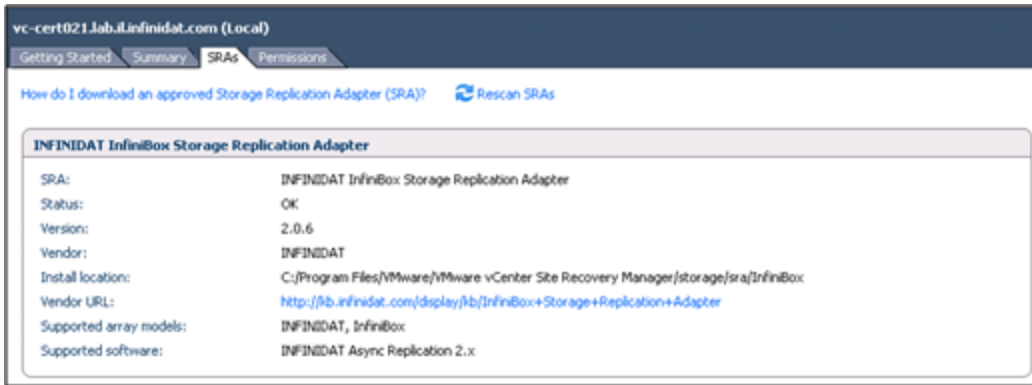 vc-cert021.lab.il.infinidat.com (Local)
Getting Started Summary SRAs Permissions
How do I download an approved Storage Replication Adapter (SRA)? Rescan SRAs
INFINIDAT InfiniBox Storage Replication Adapter
SRA: INFINIDAT InfiniBox Storage Replication Adapter
Status: OK
Version: 2.0.6
Vendor: INFINIDAT
Install location: C:/Program Files/VMware/VMware vCenter Site Recovery Manager/storage/sra/InfiniBox
Vendor URL: http://kb.infinidat.com/display/kb/InfiniBox+Storage+Replication+Adapter
Supported array models: INFINIDAT, InfiniBox
Supported software: INFINIDAT Async Replication 2.x